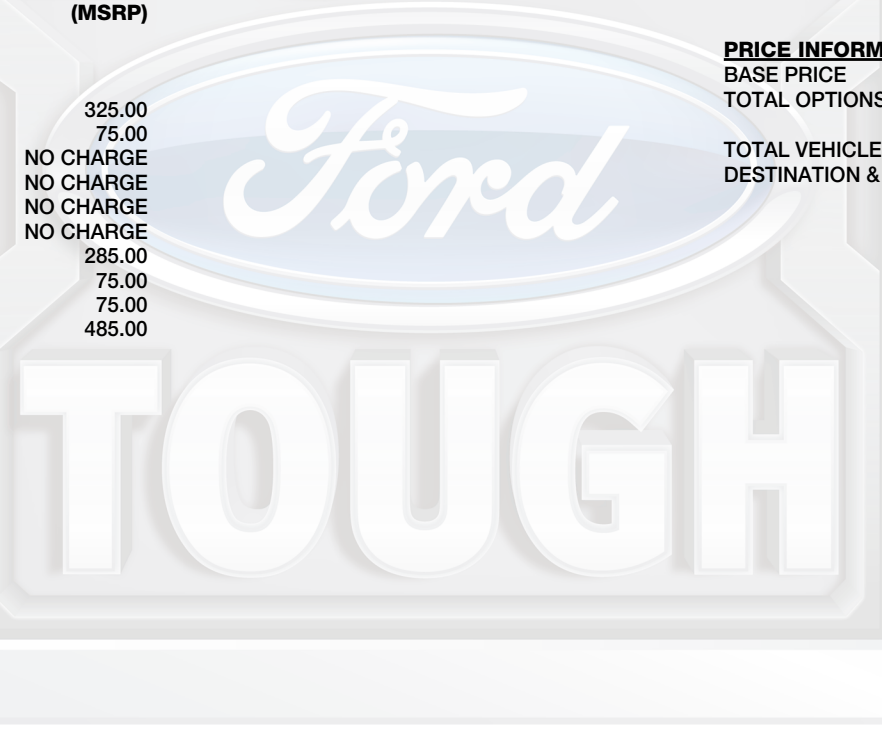 (MSRP)
325.00
75.00
NO CHARGE
NO CHARGE
NO CHARGE
NO CHARGE
285.00
75.00
75.00
485.00
PRICE INFORM
BASE PRICE
TOTAL OPTIONS
TOTAL VEHICLE
DESTINATION &
Ford
TOUGH